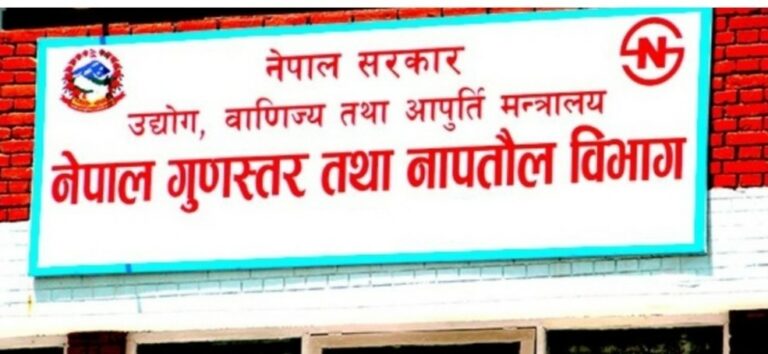 नेपाल सरकार
उद्योग, वाणिज्य तथा आपुर्ति मन्त्रालय
नेपाल गुणस्तर तथा नापतौल विभाग